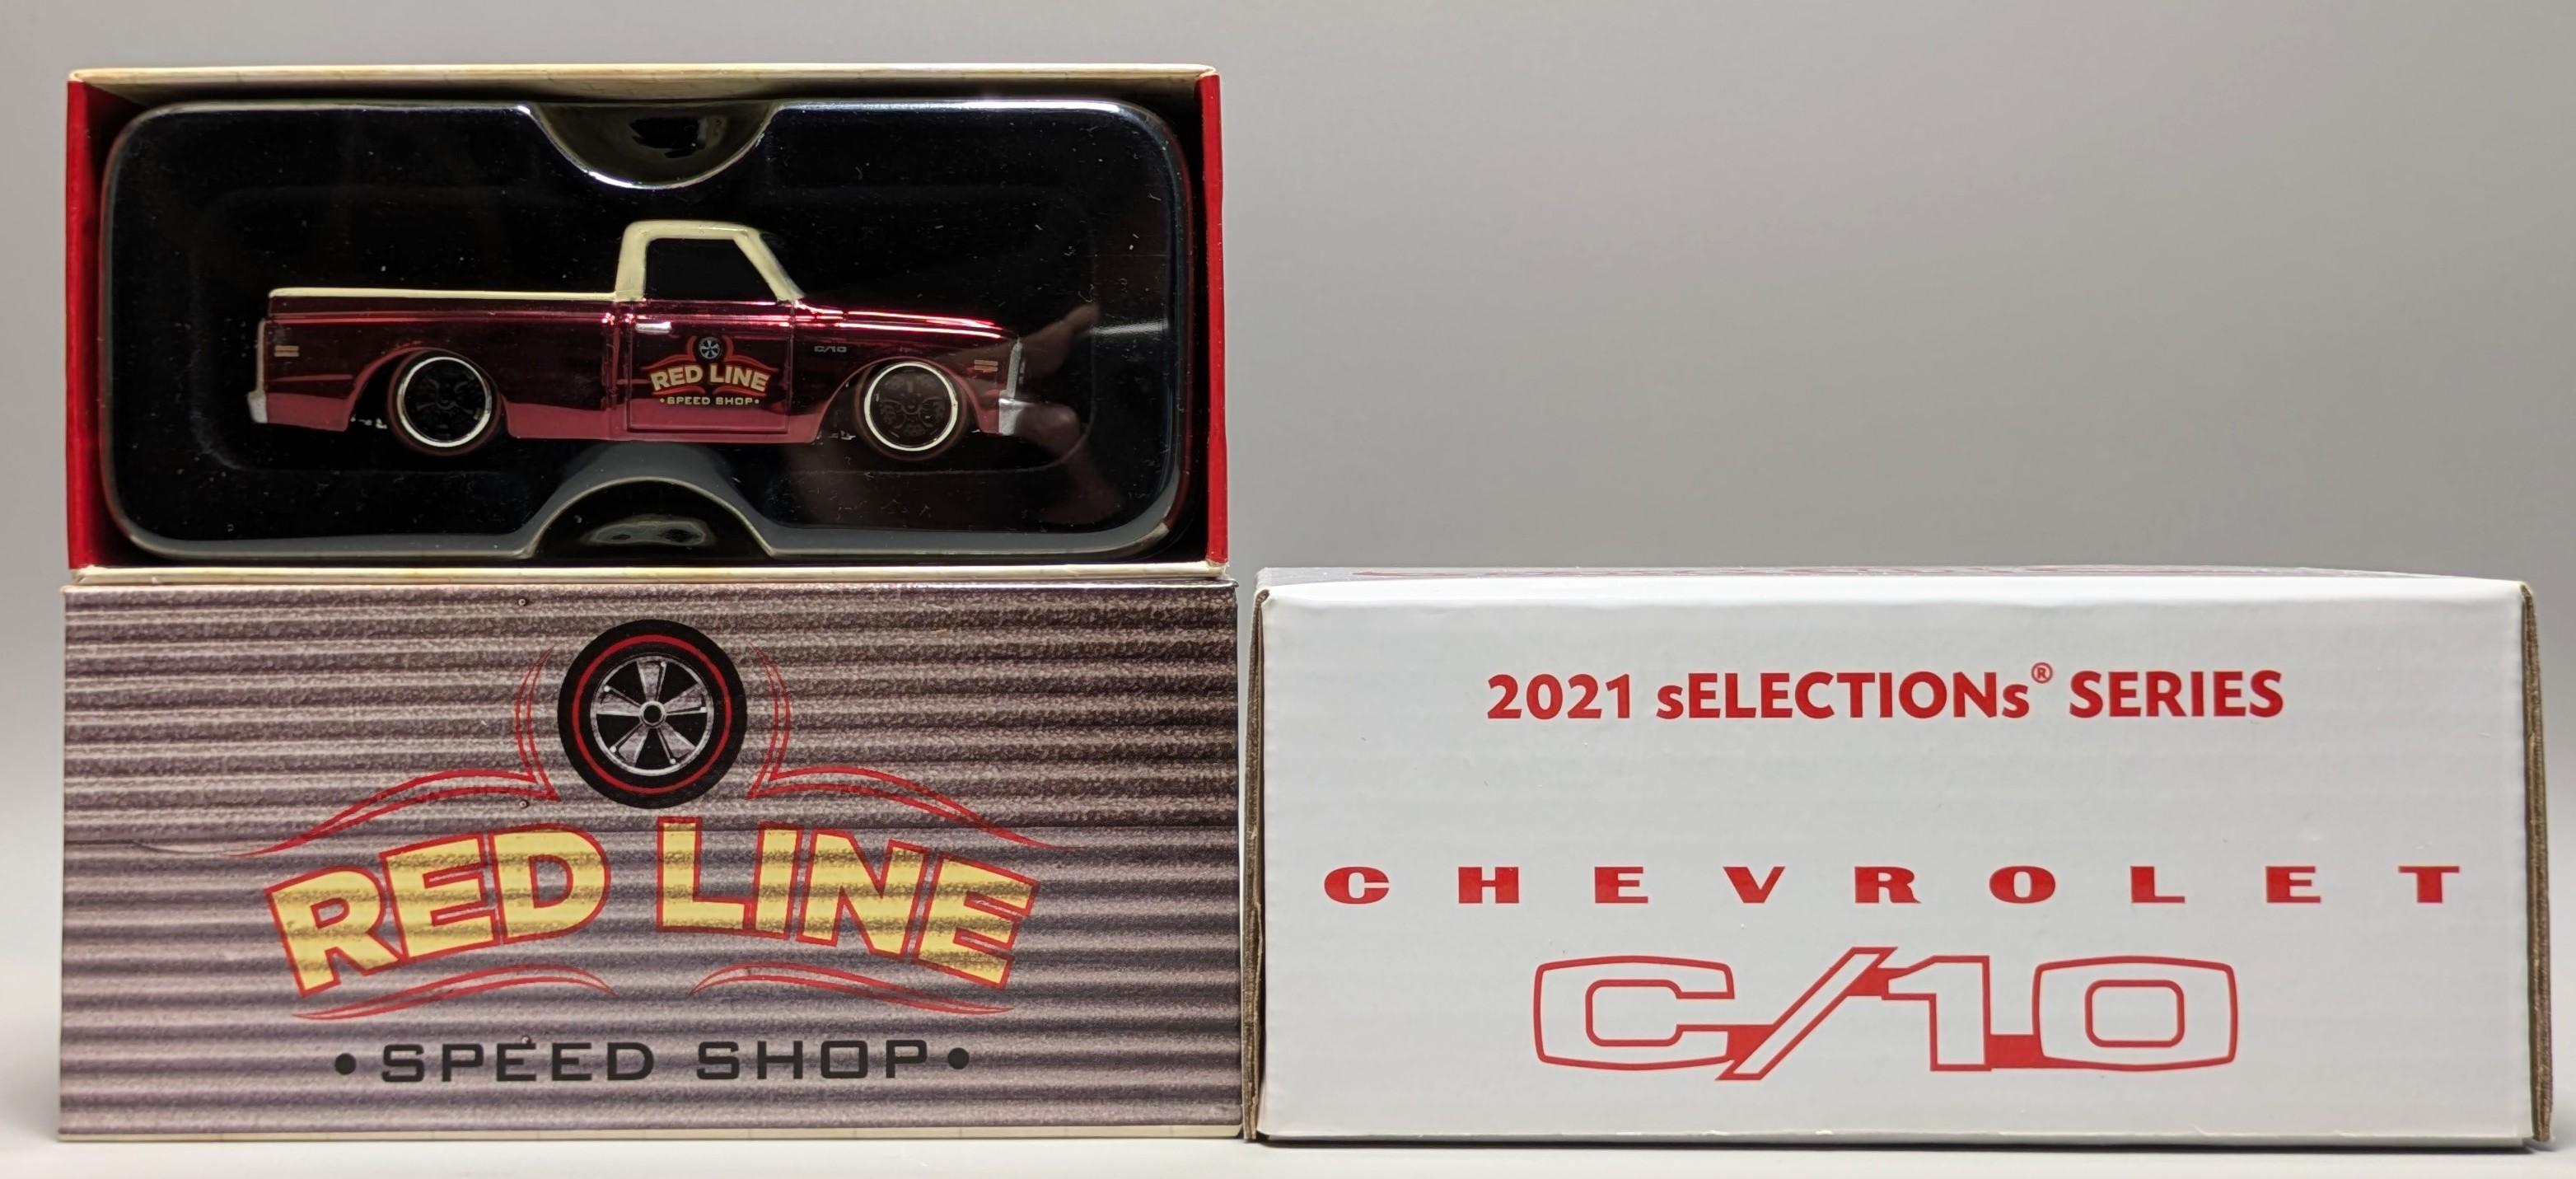 C/10
RED LINE
•SPEED SHOP•
RED LINE
•SPEED SHOP•
2021 sELECTIONs® SERIES
CHEVROLET
C/10